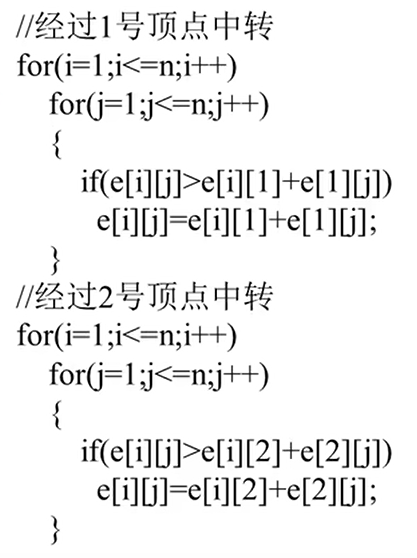 //经过1号顶点中转
for(i=1;i<=n;i++)
for(j=1;j<=n;j++)
{
if(e[i][j]>e[i][1]+e[1][j])
e[i][j]=e[i][1]+e[1][j];
}
//经过2号顶点中转
for(i=1;i<=n;i++)
for(j=1;j<=n;j++)
{
if(e[i][j]>e[i][2]+e[2][j])
e[i][j]=e[i][2]+e[2][j];
}